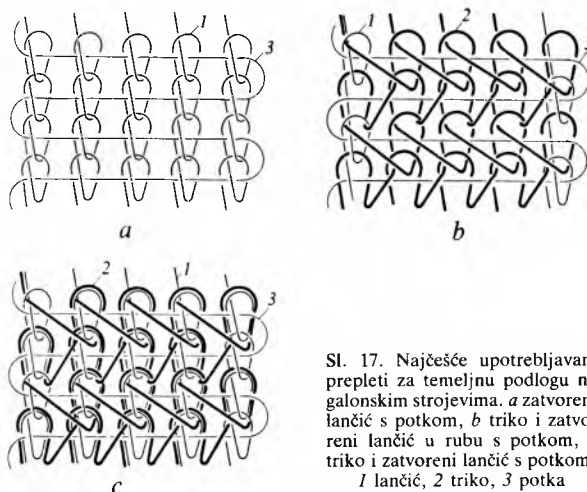 1
3
a
1
2
3
b
2
1
3
c
Sl. 17. Najčešće upotrebljavan
prepleti za temeljnu podlogu n
galonskim strojevima. a zatvoren
lančić s potkom, b triko i zatvo
reni lančić u rubu s potkom,
triko i zatvoreni lančić s potkom
1 lančić, 2 triko, 3 potka